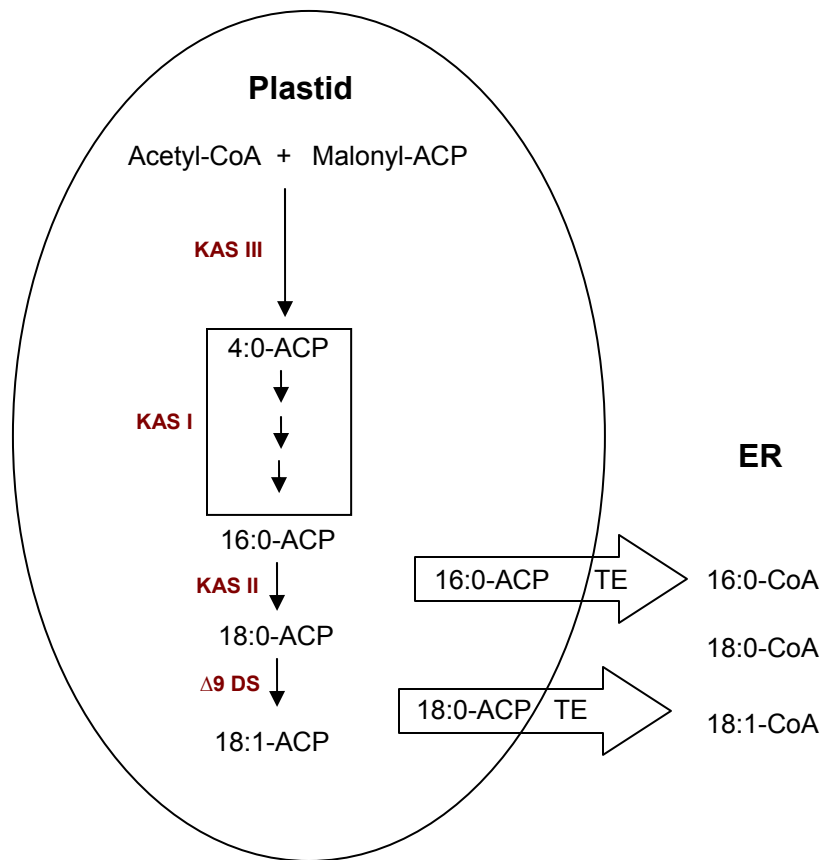 Plastid
Acetyl-CoA + Malonyl-ACP
KAS III
4:0-ACP
KAS I
ER
16:0-ACP
16:0-ACP TE
16:0-CoA
KAS II
18:0-ACP
18:0-CoA
Δ9 DS
18:0-ACP TE
18:1-CoA
18:1-ACP